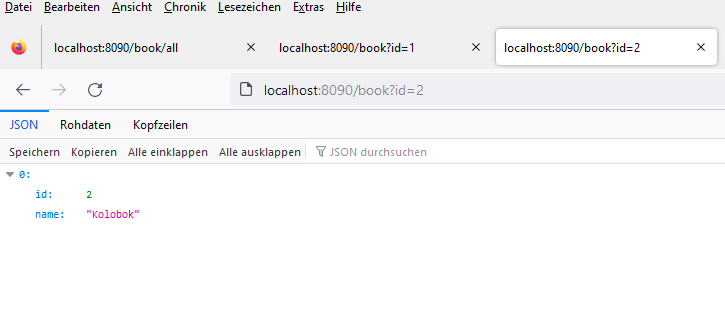 Datei Bearbeiten Ansicht Chronik Lesezeichen Extras Hilfe
localhost:8090/book/all localhost:8090/book?id=1 localhost:8090/book?id=2
localhost:8090/book?id=2
JSON Rohdaten Kopfzeilen
Speichern Kopieren Alle einklappen Alle ausklappen JSON durchsuchen
0:
id: 2
name: "Kolobok"